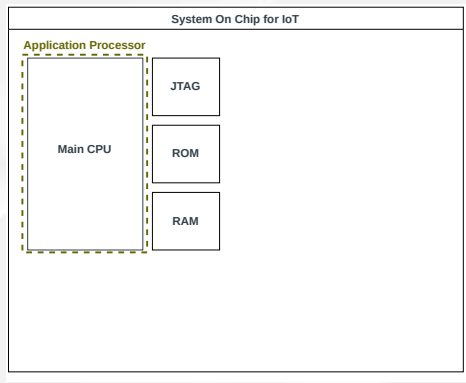 System On Chip for IoT
Application Processor
JTAG
Main CPU
ROM
RAM